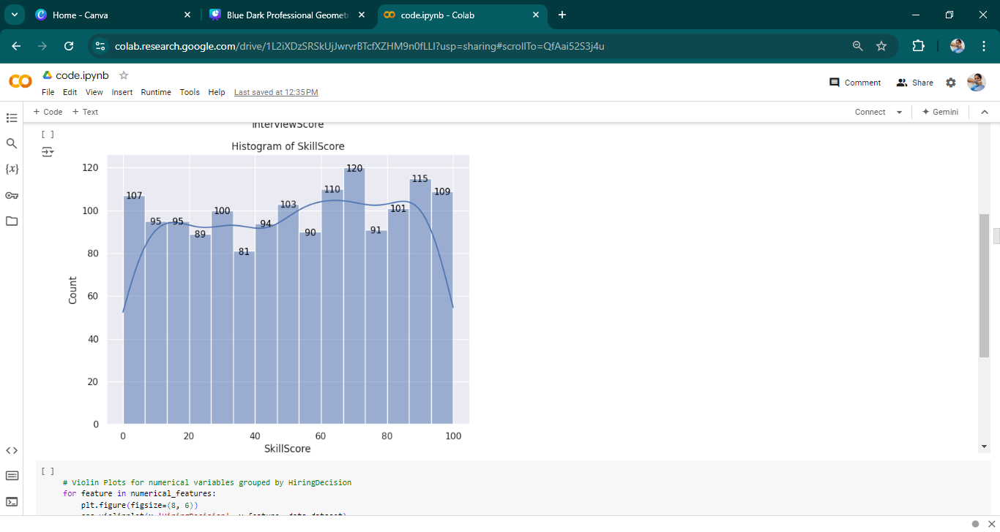 Home - Canva
Blue Dark Professional Geometr
code.ipynb - Colab
colab.research.google.com/drive/1L2iXDzSRSkUjJwrvrBTcfXZHM9n0fLLI?usp=sharing#scrollTo=QfAai52S3j4u
code.ipynb
File Edit View Insert Runtime Tools Help Last saved at 12:35 PM
Comment Share
+ Code + Text
Connect Gemini
[ ]
InterviewScore
Histogram of SkillScore
120
100
80
60
40
20
0
Count
107 95 95 89 100 81 94 103 90 110 120 91 101 115 109
0 20 40 60 80 100
SkillScore
[ ]
# Violin Plots for numerical variables grouped by HiringDecision
for feature in numerical_features:
plt.figure(figsize=(8, 6))